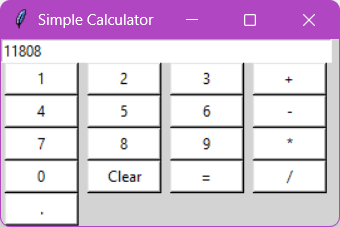 Simple Calculator
11808
1 2 3 +
4 5 6 -
7 8 9 *
0 Clear = /
.